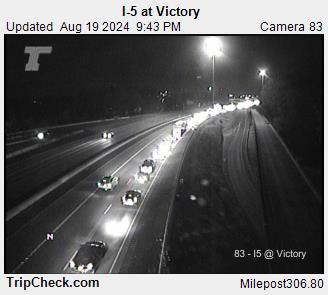 I-5 at Victory
Updated Aug 19 2024 9:43 PM Camera 83
T
N
83 - I5 @ Victory
TripCheck.com Milepost306.80